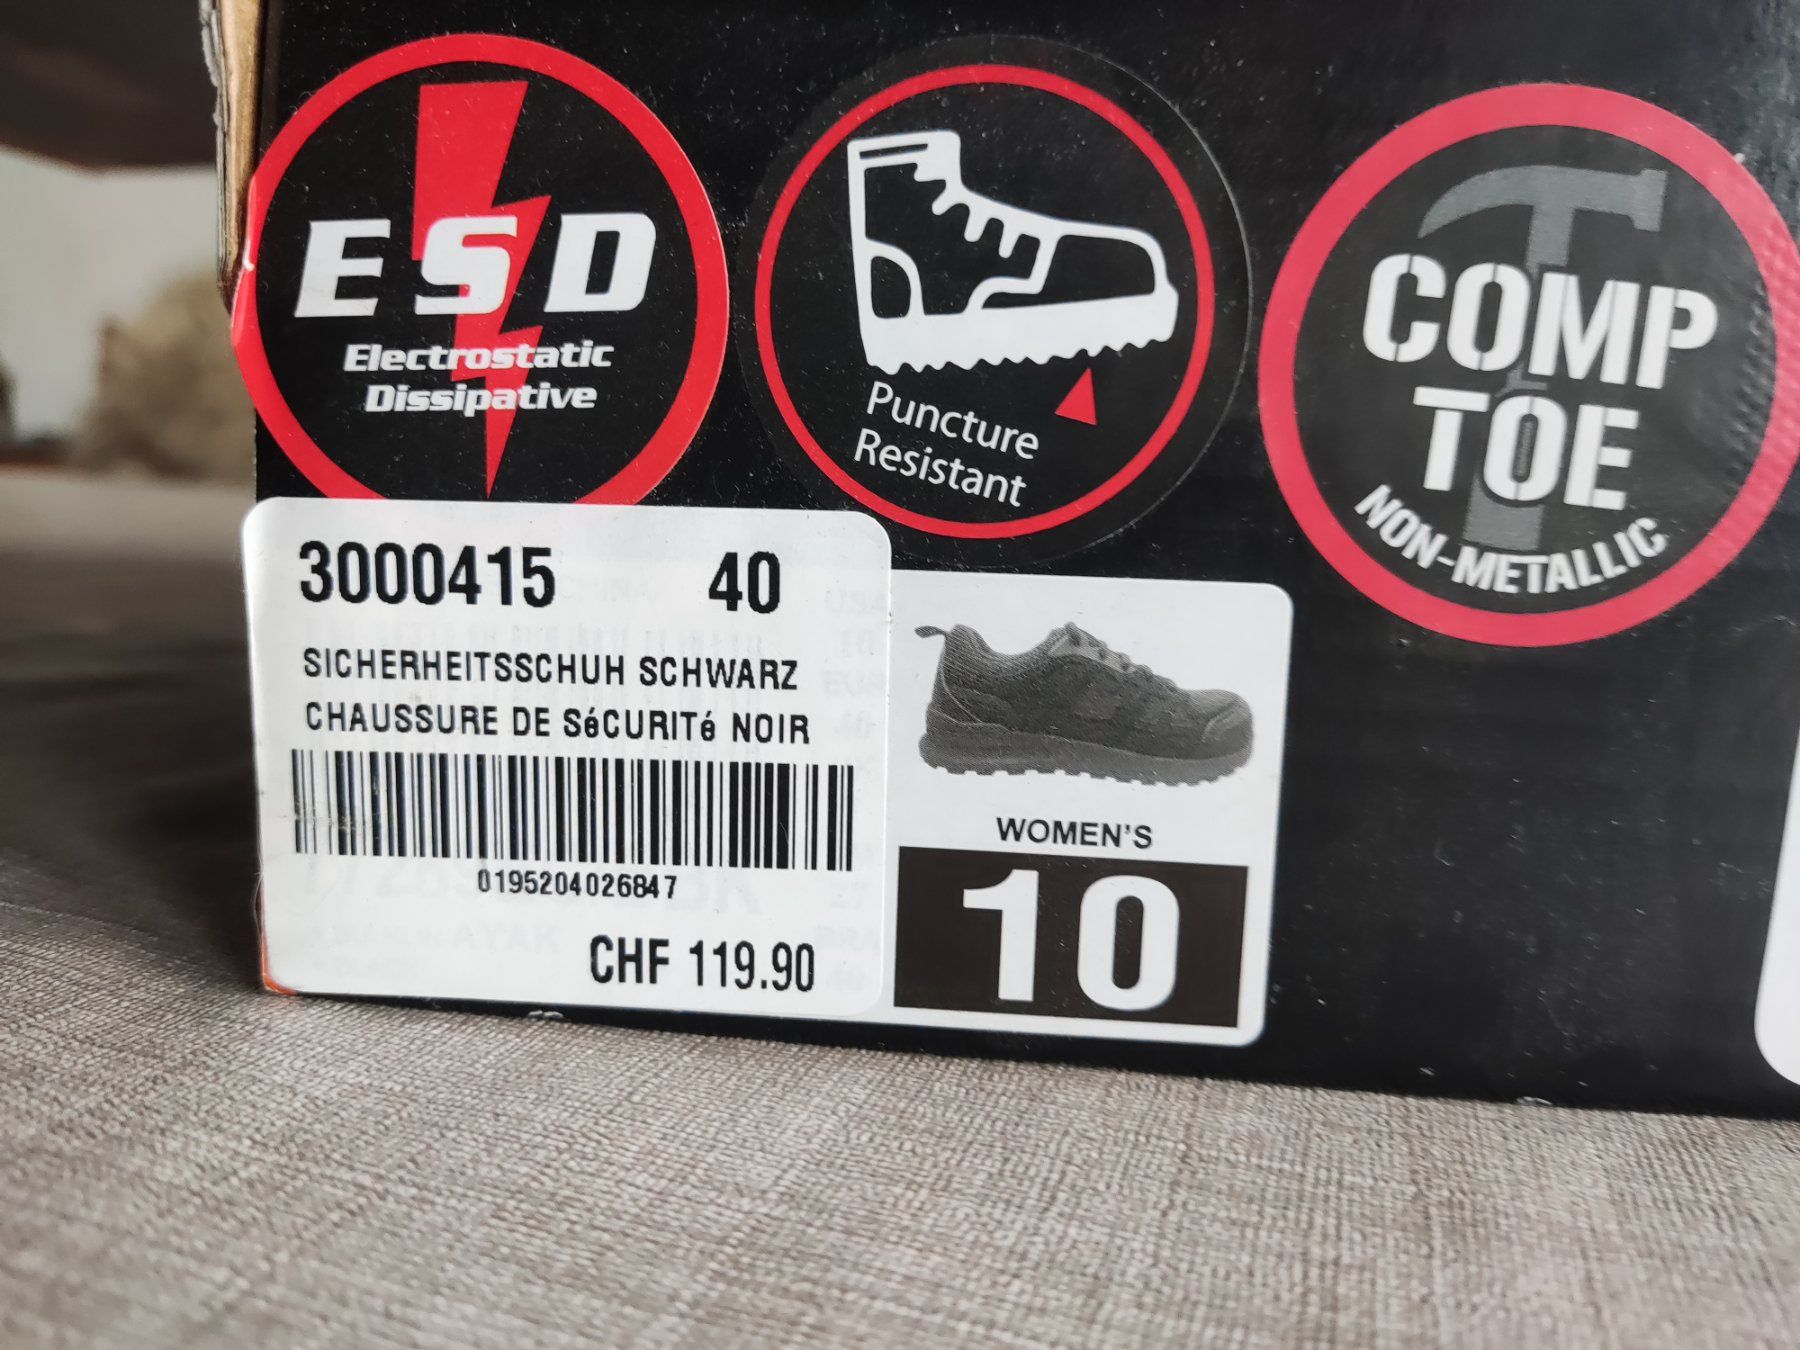 ESD
Electrostatic
Dissipative
Puncture
Resistant
COMP
TOE
NON-METALLIC
3000415 40
SICHERHEITSSCHUH SCHWARZ
CHAUSSURE DE SéCURITé NOIR
0195204026847
CHF 119.90
WOMEN'S
10